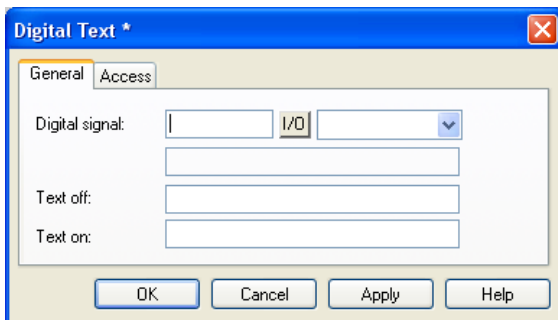 Digital Text *
General Access
Digital signal: I/O
Text off:
Text on:
OK Cancel Apply Help